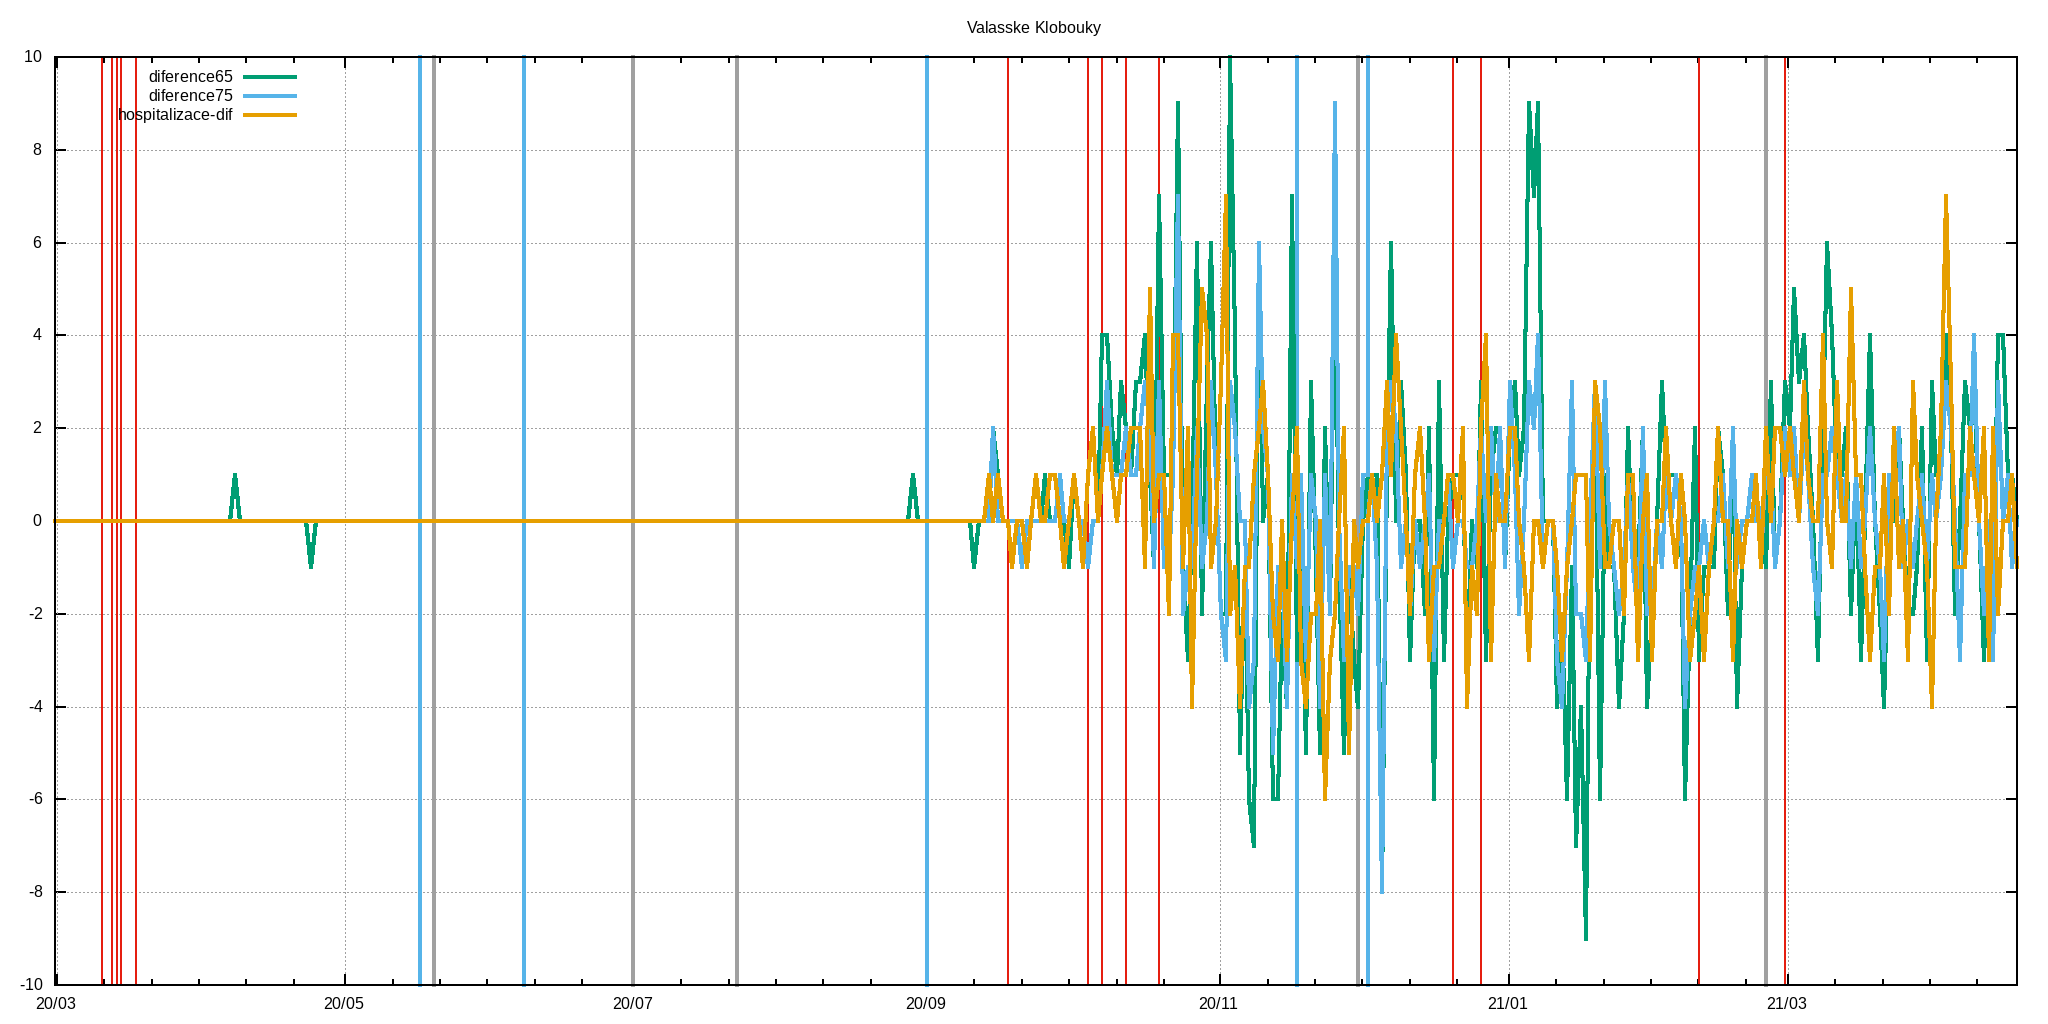 Valasske Klobouky
10
diference65
diference75
hospitalizace-dif
8
6
4
2
0
-2
-4
-6
-8
-10
20/03 20/05 20/07 20/09 20/11 21/01 21/03